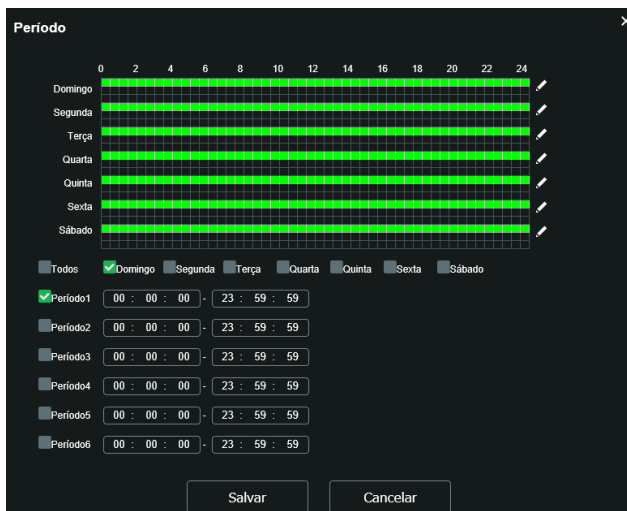 Período
0 2 4 6 8 10 12 14 16 18 20 22 24
Domingo
Segunda
Terça
Quarta
Quinta
Sexta
Sábado
Todos Domingo Segunda Terça Quarta Quinta Sexta Sábado
Período1 00 : 00 : 00 - 23 : 59 : 59
Período2 00 : 00 : 00 - 23 : 59 : 59
Período3 00 : 00 : 00 - 23 : 59 : 59
Período4 00 : 00 : 00 - 23 : 59 : 59
Período5 00 : 00 : 00 - 23 : 59 : 59
Período6 00 : 00 : 00 - 23 : 59 : 59
Salvar Cancelar